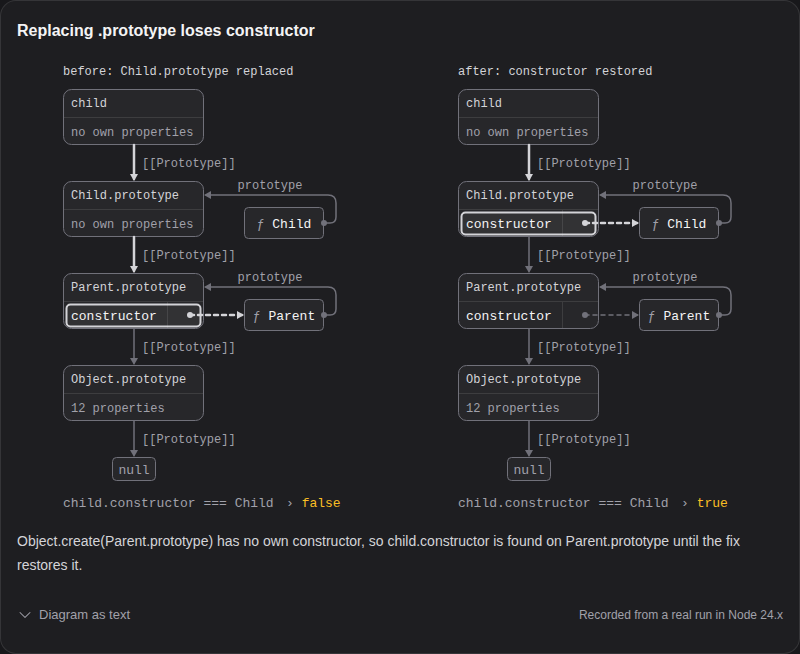 Replacing .prototype loses constructor
before: Child.prototype replaced
child
no own properties
[[Prototype]]
prototype
Child.prototype
no own properties
ƒ Child
[[Prototype]]
prototype
Parent.prototype
constructor
ƒ Parent
[[Prototype]]
Object.prototype
12 properties
[[Prototype]]
null
child.constructor === Child › false
after: constructor restored
child
no own properties
[[Prototype]]
prototype
Child.prototype
constructor
ƒ Child
[[Prototype]]
prototype
Parent.prototype
constructor
ƒ Parent
[[Prototype]]
Object.prototype
12 properties
[[Prototype]]
null
child.constructor === Child › true
Object.create(Parent.prototype) has no own constructor, so child.constructor is found on Parent.prototype until the fix
restores it.
Diagram as text
Recorded from a real run in Node 24.x